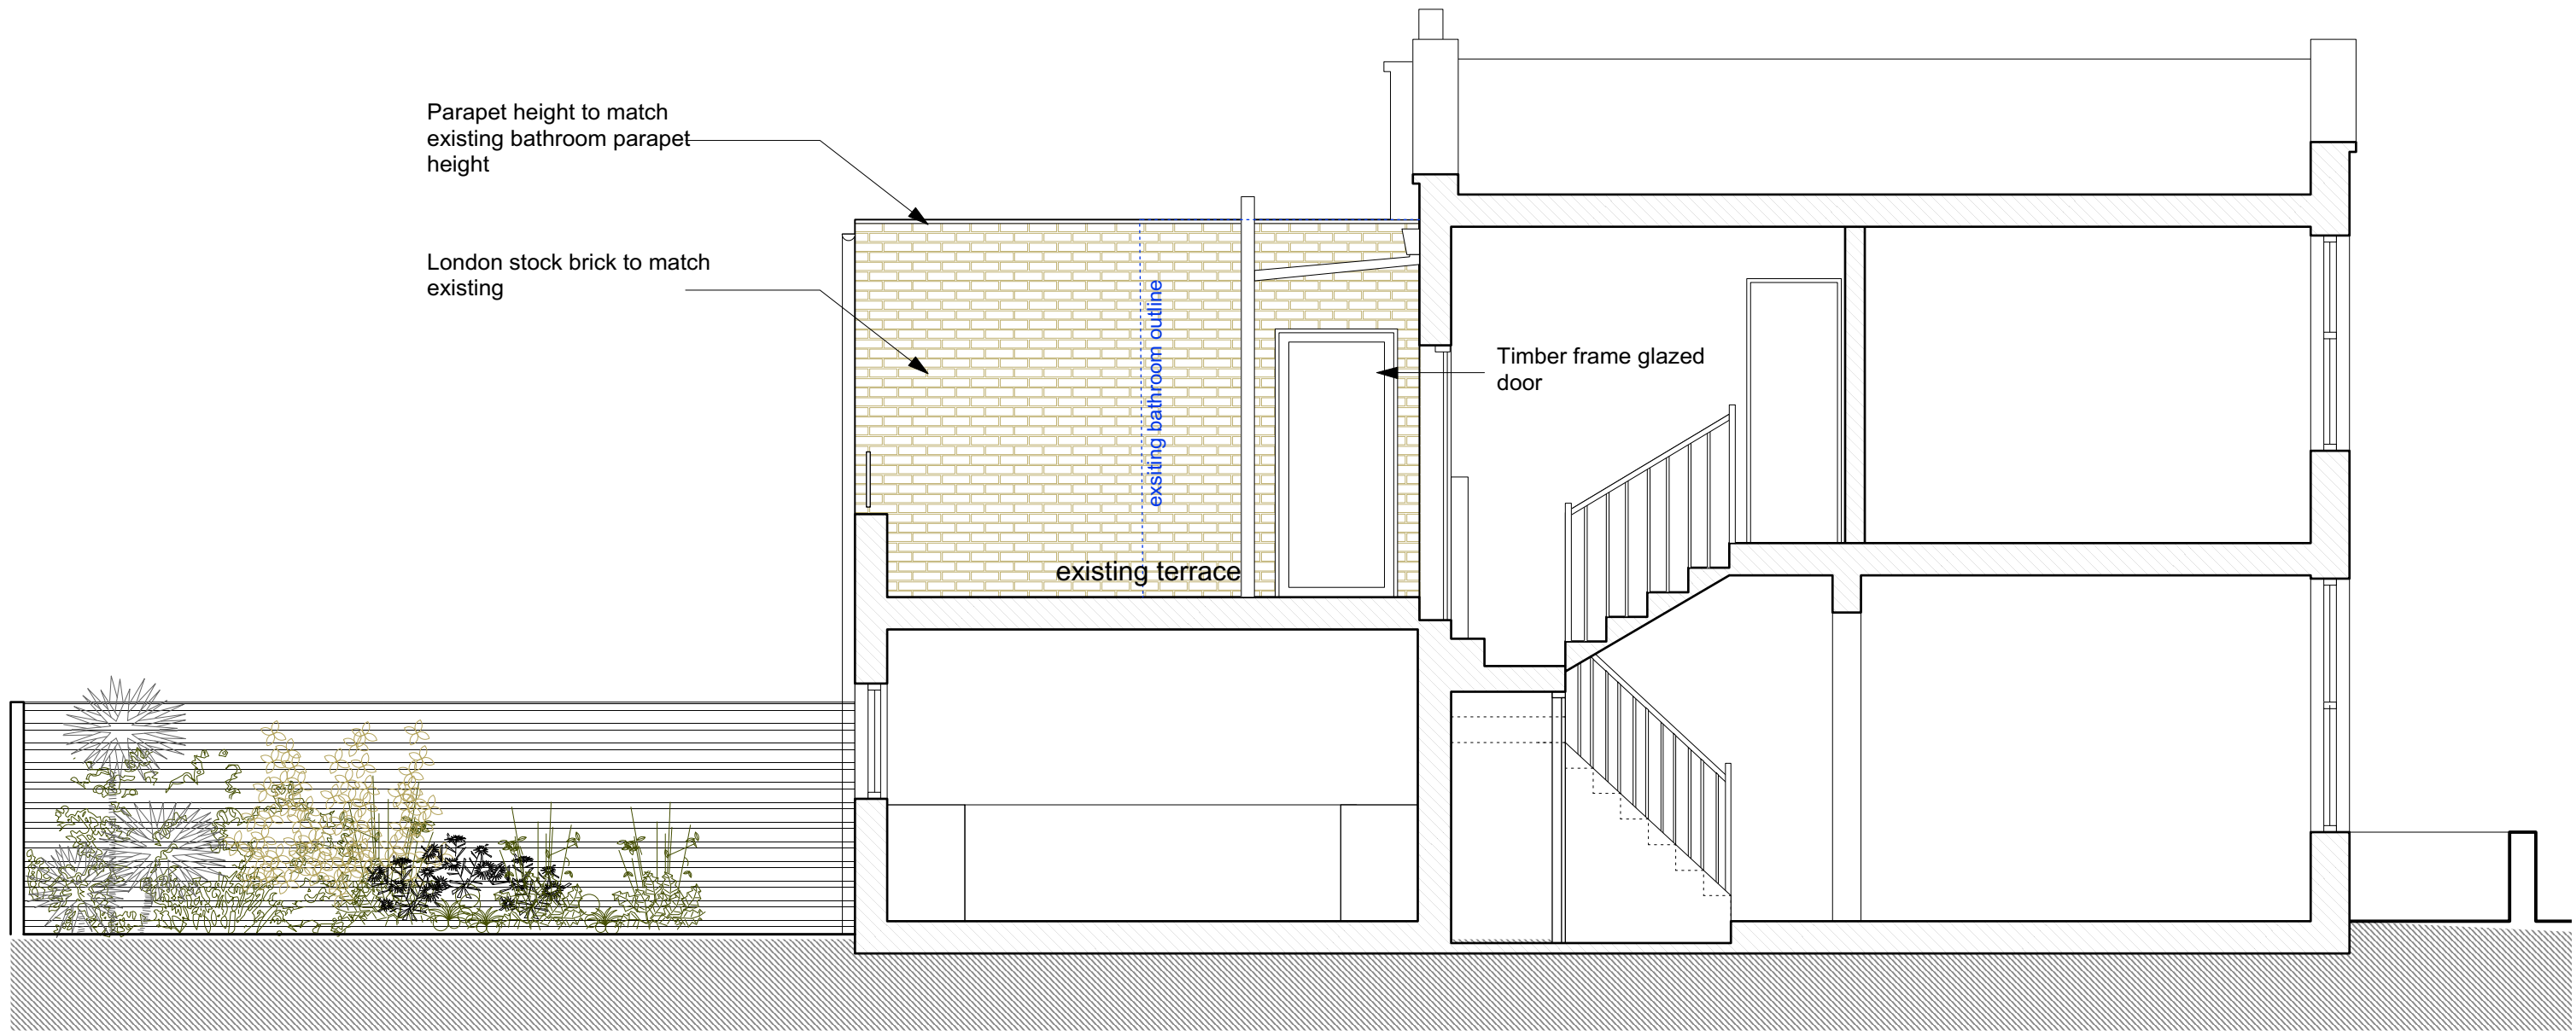 Parapet height to match
existing bathroom parapet
height
London stock brick to match
existing
exsiting bathroom outline
Timber frame glazed
door
existing terrace